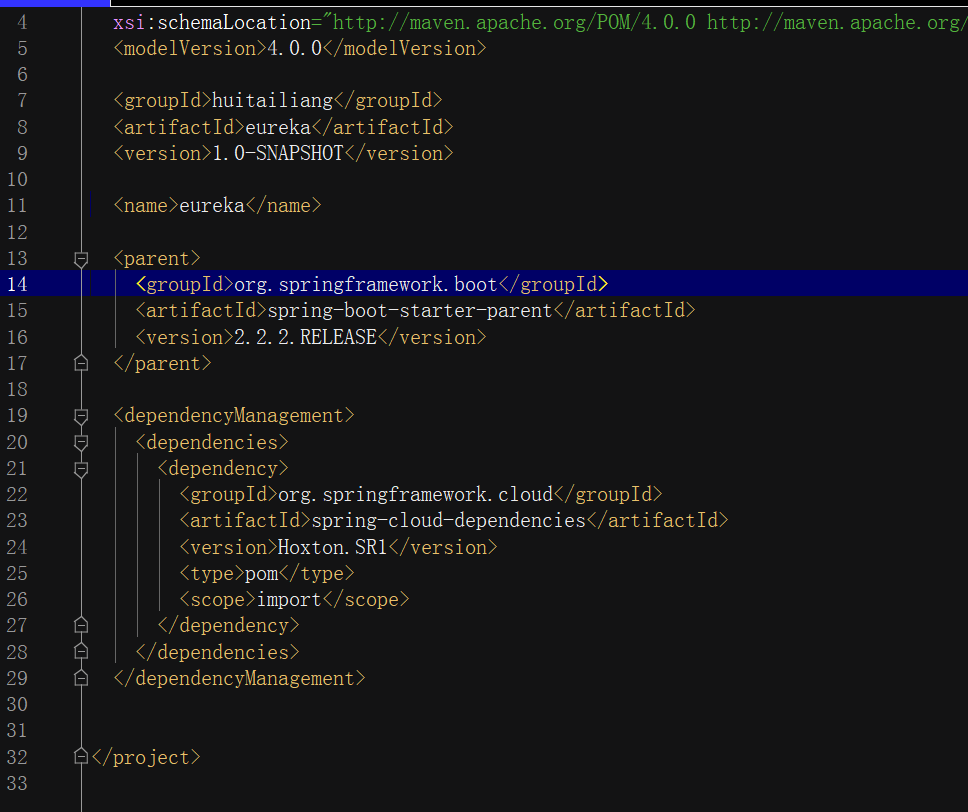 4 xsi:schemaLocation="http://maven.apache.org/POM/4.0.0 http://maven.apache.org/
5 <modelVersion>4.0.0</modelVersion>
6
7 <groupId>huitailiang</groupId>
8 <artifactId>eureka</artifactId>
9 <version>1.0-SNAPSHOT</version>
10
11 <name>eureka</name>
12
13 <parent>
14 <groupId>org.springframework.boot</groupId>
15 <artifactId>spring-boot-starter-parent</artifactId>
16 <version>2.2.2.RELEASE</version>
17 </parent>
18
19 <dependencyManagement>
20 <dependencies>
21 <dependency>
22 <groupId>org.springframework.cloud</groupId>
23 <artifactId>spring-cloud-dependencies</artifactId>
24 <version>Hoxton.SR1</version>
25 <type>pom</type>
26 <scope>import</scope>
27 </dependency>
28 </dependencies>
29 </dependencyManagement>
30
31
32 </project>
33